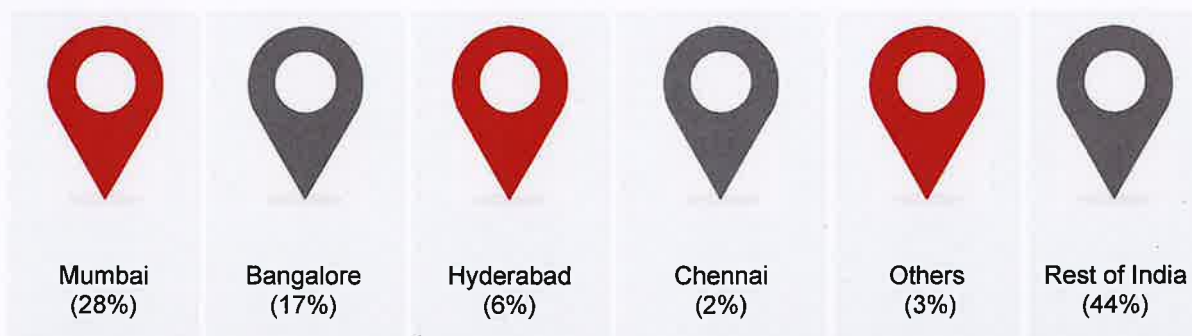 Mumbai
(28%)
Bangalore
(17%)
Hyderabad
(6%)
Chennai
(2%)
Others
(3%)
Rest of India
(44%)